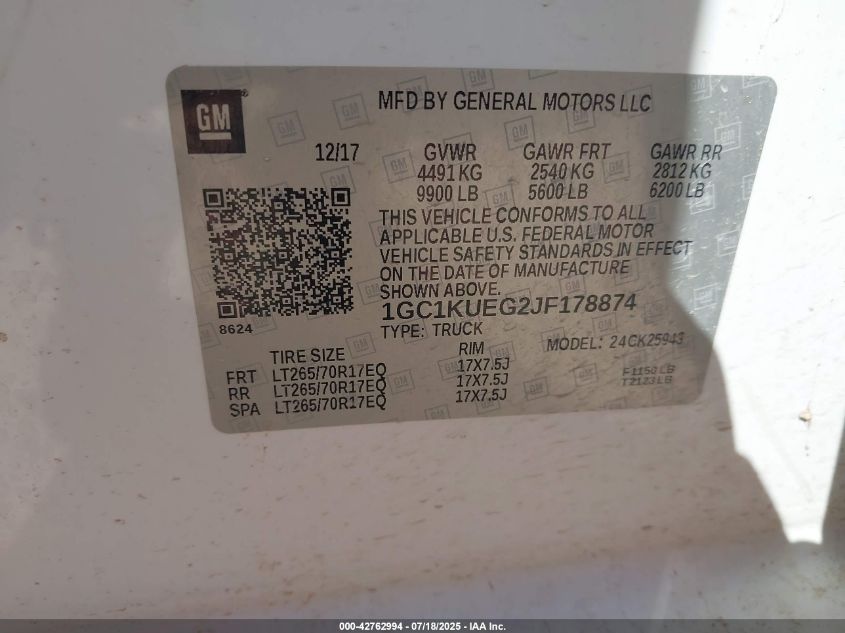 GM
MFD BY GENERAL MOTORS LLC
12/17 GVWR GAWR FRT GAWR RR
4491 KG 2540 KG 2812 KG
9900 LB 5600 LB 6200 LB
THIS VEHICLE CONFORMS TO ALL
APPLICABLE U.S. FEDERAL MOTOR
VEHICLE SAFETY STANDARDS IN EFFECT
ON THE DATE OF MANUFACTURE
SHOWN ABOVE.
1GC1KUEG2JF178874
8624
TYPE: TRUCK
MODEL: 24CK25943
TIRE SIZE RIM
FRT LT265/70R17EQ 17X7.5J
RR LT265/70R17EQ 17X7.5J
SPA LT265/70R17EQ 17X7.5J
F1150 LB
T2123 LB
000-42762994 - 07/18/2025 - IAA Inc.